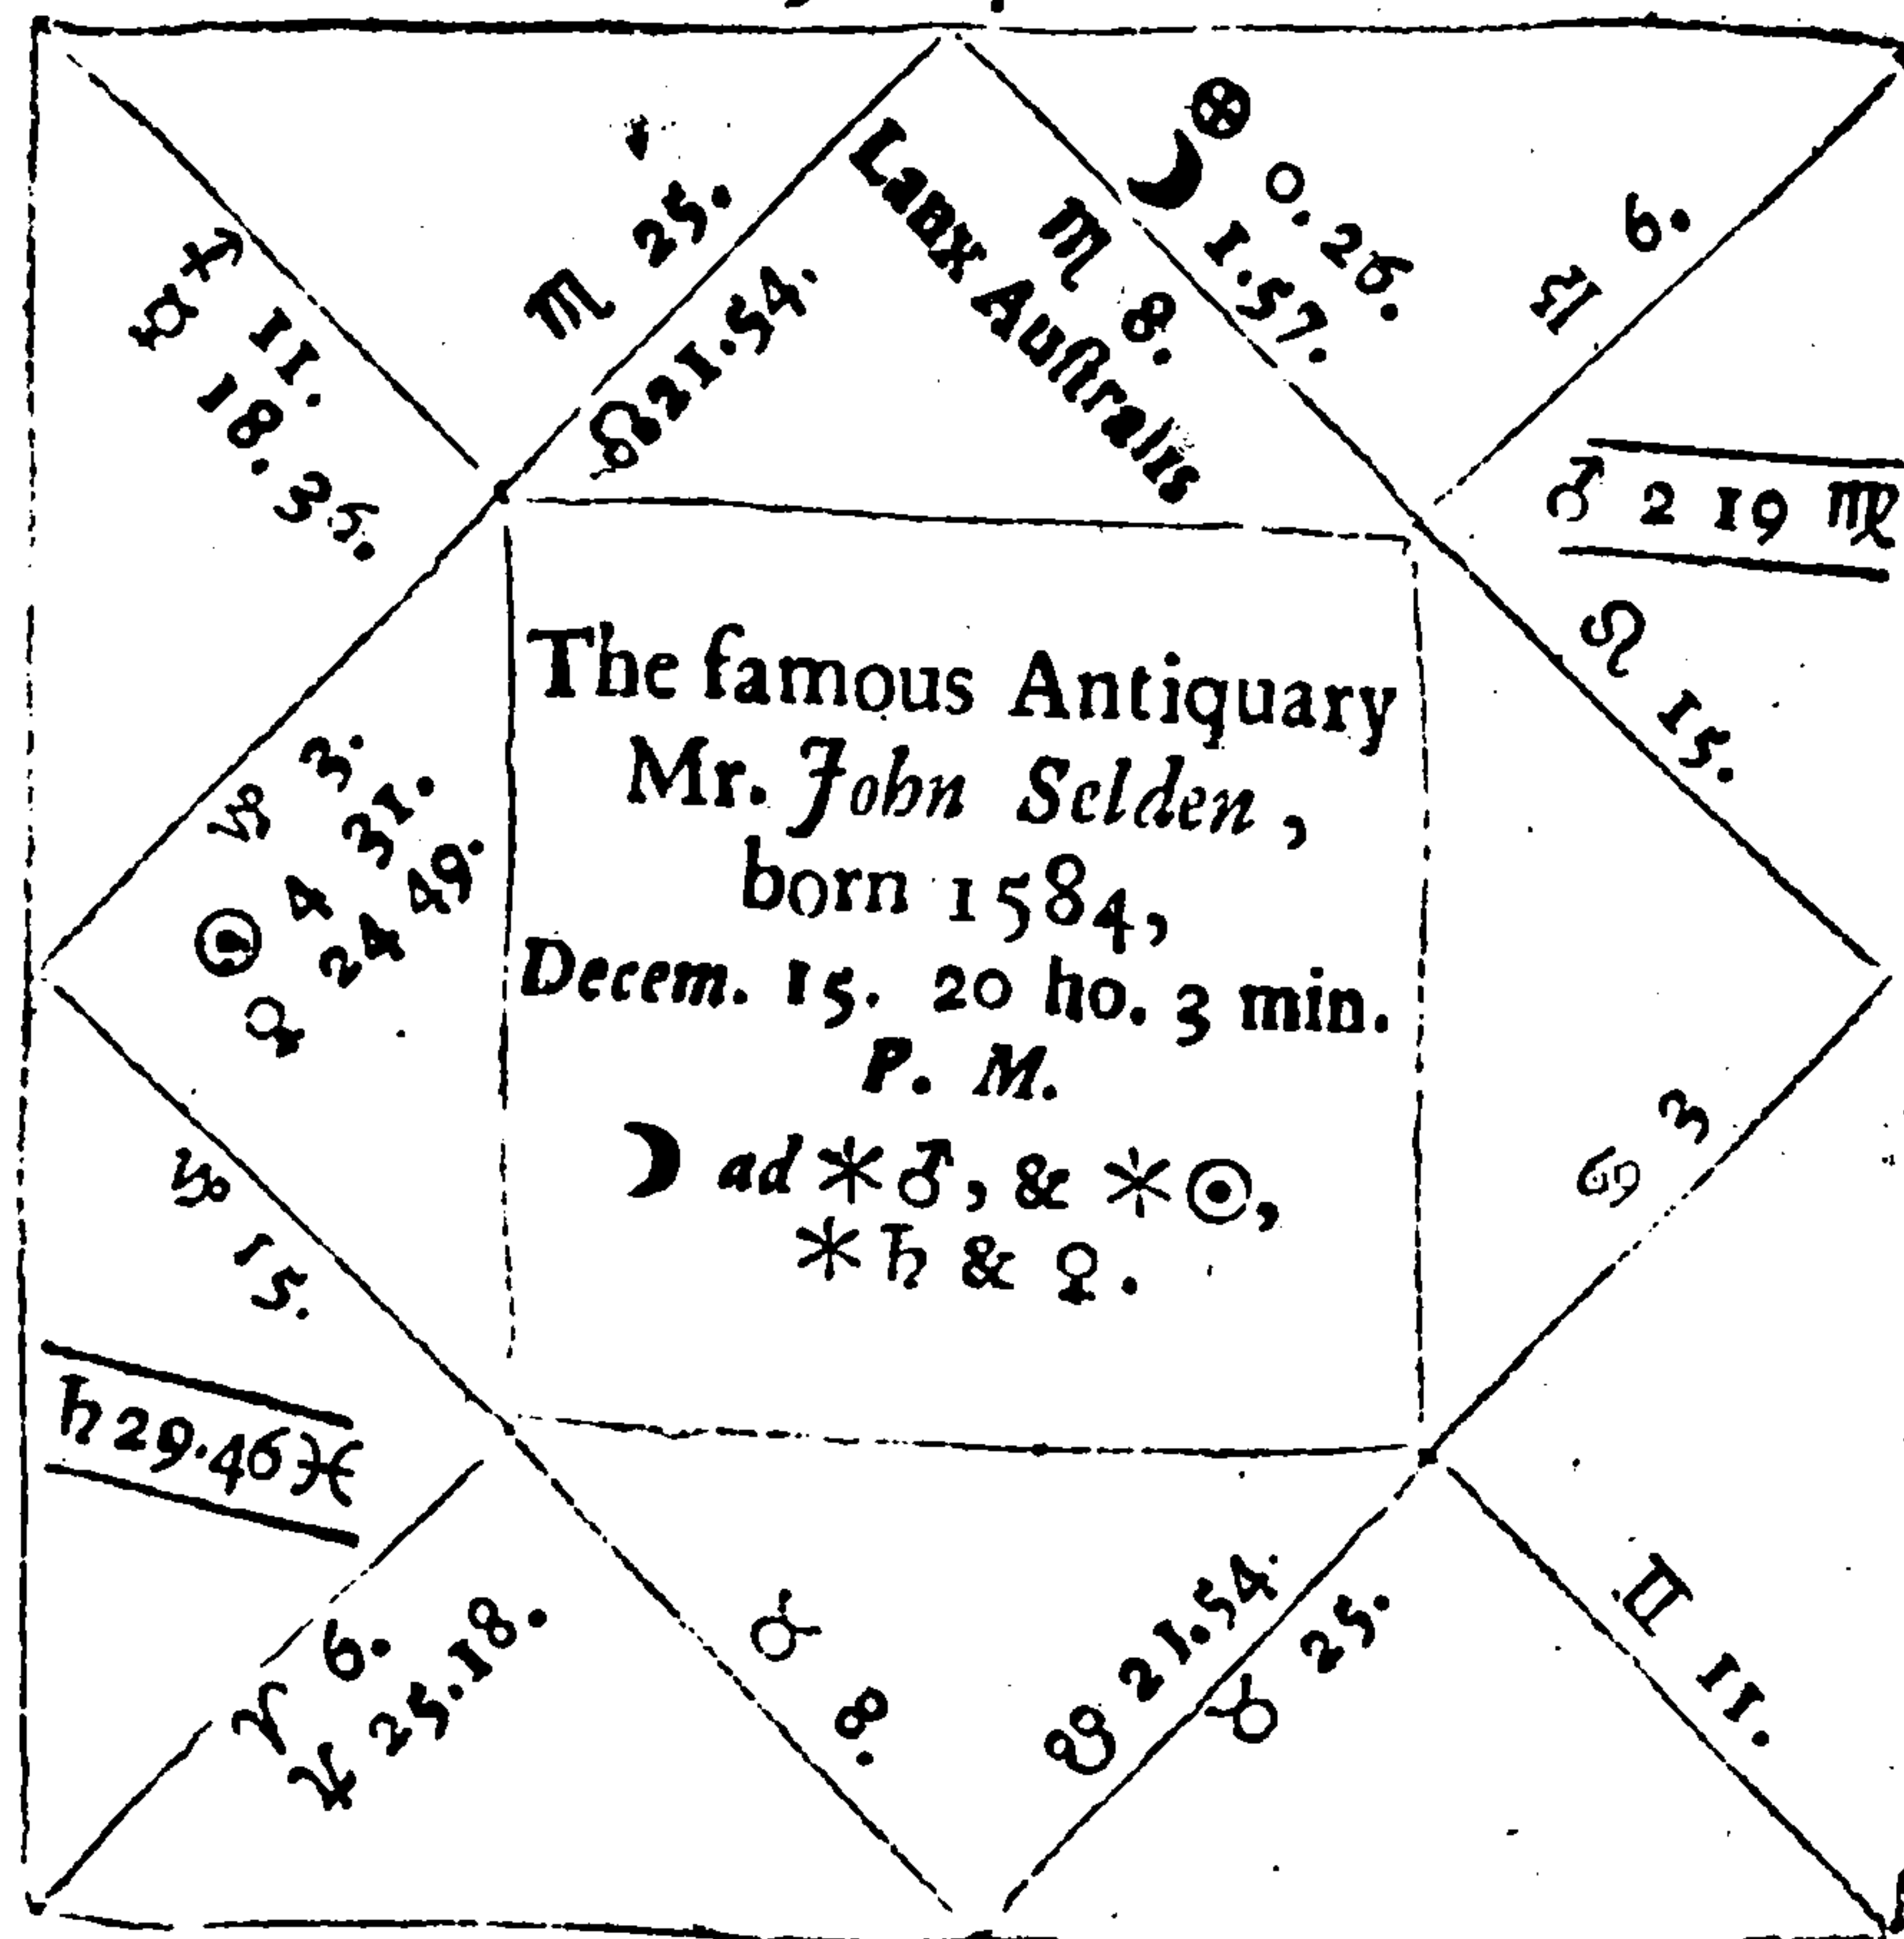 The famous Antiquary
Mr. John Selden,
born 1584,
Decem. 15. 20 ho. 3 min.
P. M.
☽ ad ⚹ ♂, & ⚹ ☉,
⚹ ♄ & ♀.
♏ 25.
☋ 21.54.
Lanx Australis
♏ 8.
⊗ 0. 26.
☽ 1.57.
♎ 6.
♂ 2 19 ♍
♌ 15.
♋ 3
♊ 11.
♉ 25.
☊ 21.54.
♉ 8.
♈ 6.
♃ 25.18.
♄ 29.46 ♓
♑ 15.
♑ 3.
☉ 4 31.
♀ 24 49.
♐ 11.
☿ 18. 35.